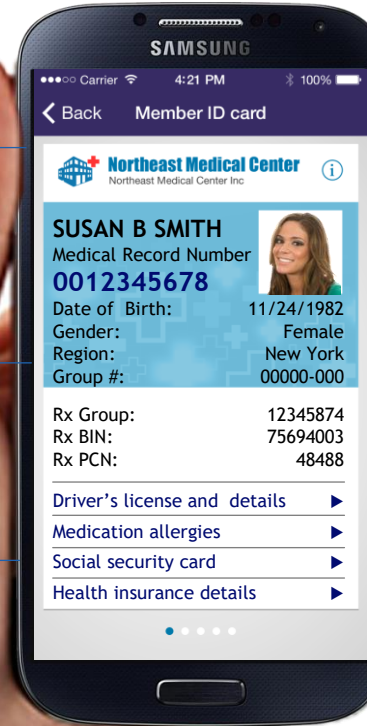 SAMSUNG
Carrier 4:21 PM 100%
Back Member ID card
Northeast Medical Center i
Northeast Medical Center Inc
SUSAN B SMITH
Medical Record Number
0012345678
Date of Birth: 11/24/1982
Gender: Female
Region: New York
Group #: 00000-000
Rx Group: 12345874
Rx BIN: 75694003
Rx PCN: 48488
Driver's license and details
Medication allergies
Social security card
Health insurance details